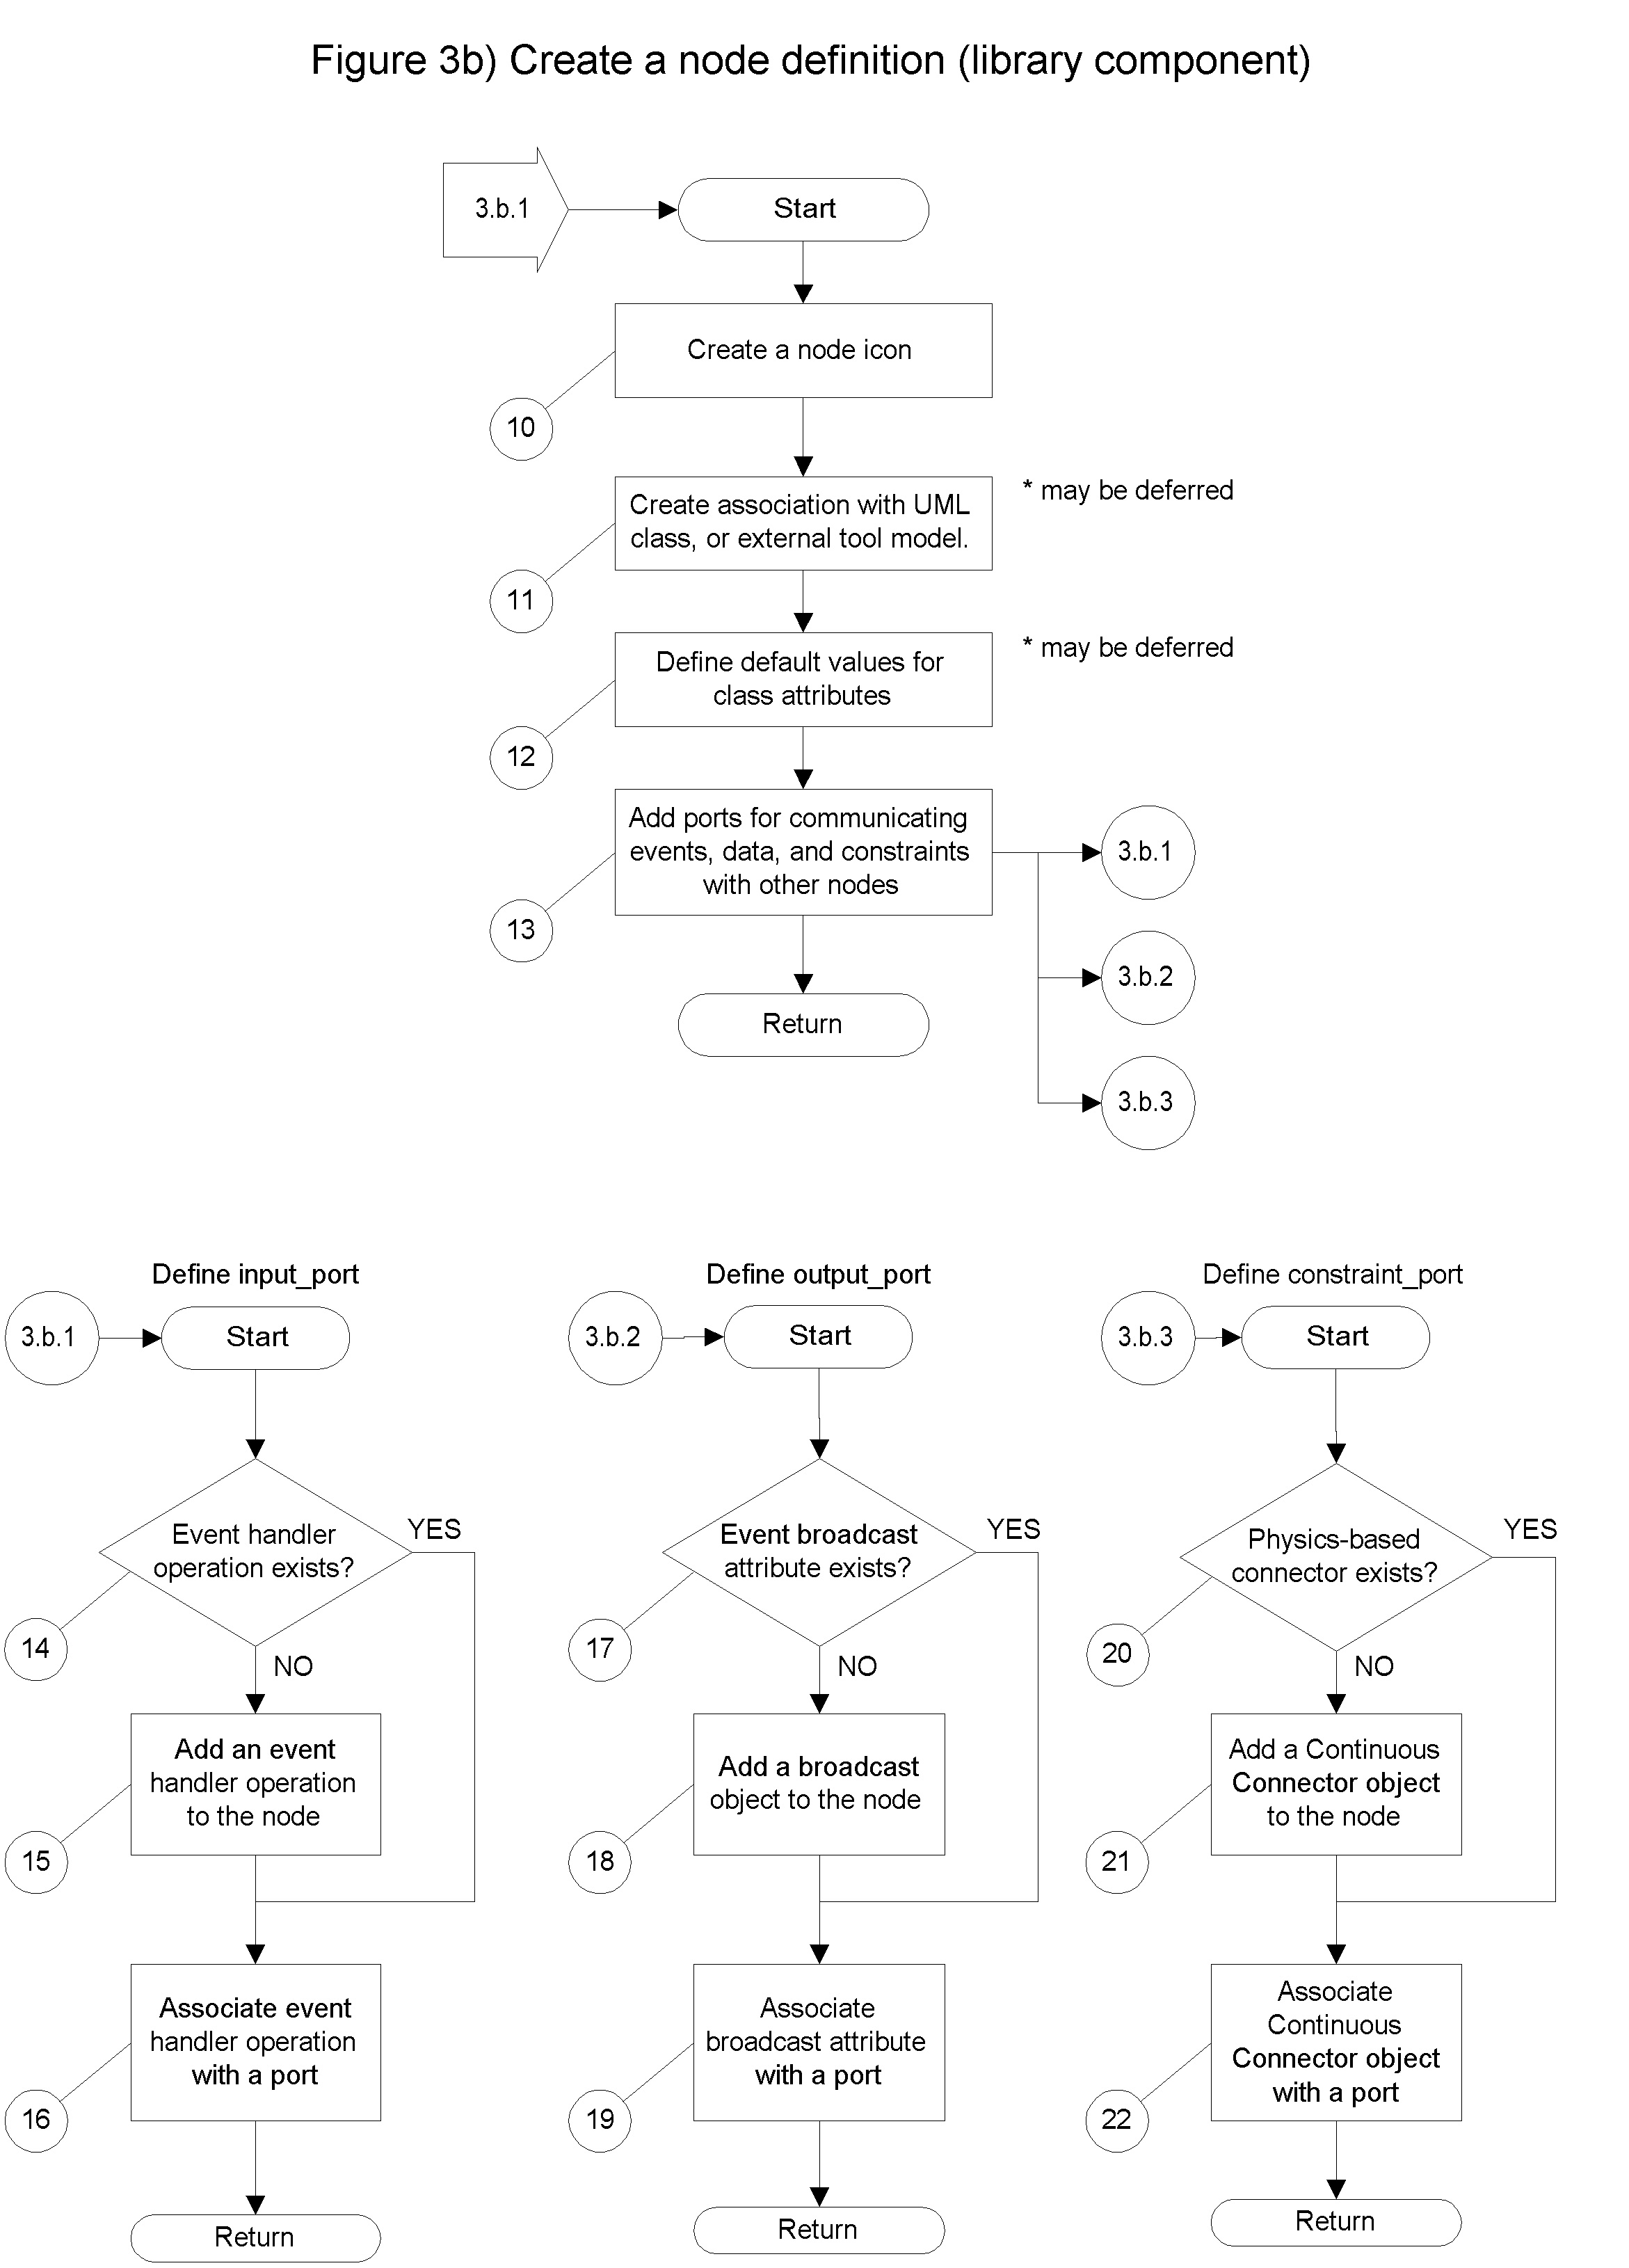 Figure 3b) Create a node definition (library component)
3.b.1
Start
Create a node icon
10
Create association with UML
class, or external tool model.
* may be deferred
11
Define default values for
class attributes
* may be deferred
12
Add ports for communicating
events, data, and constraints
with other nodes
13
3.b.1
3.b.2
3.b.3
Return
Define input_port
3.b.1
Start
Event handler
operation exists?
YES
14
NO
Add an event
handler operation
to the node
15
Associate event
handler operation
with a port
16
Return
Define output_port
3.b.2
Start
Event broadcast
attribute exists?
YES
17
NO
Add a broadcast
object to the node
18
Associate
broadcast attribute
with a port
19
Return
Define constraint_port
3.b.3
Start
Physics-based
connector exists?
YES
20
NO
Add a Continuous
Connector object
to the node
21
Associate
Continuous
Connector object
with a port
22
Return